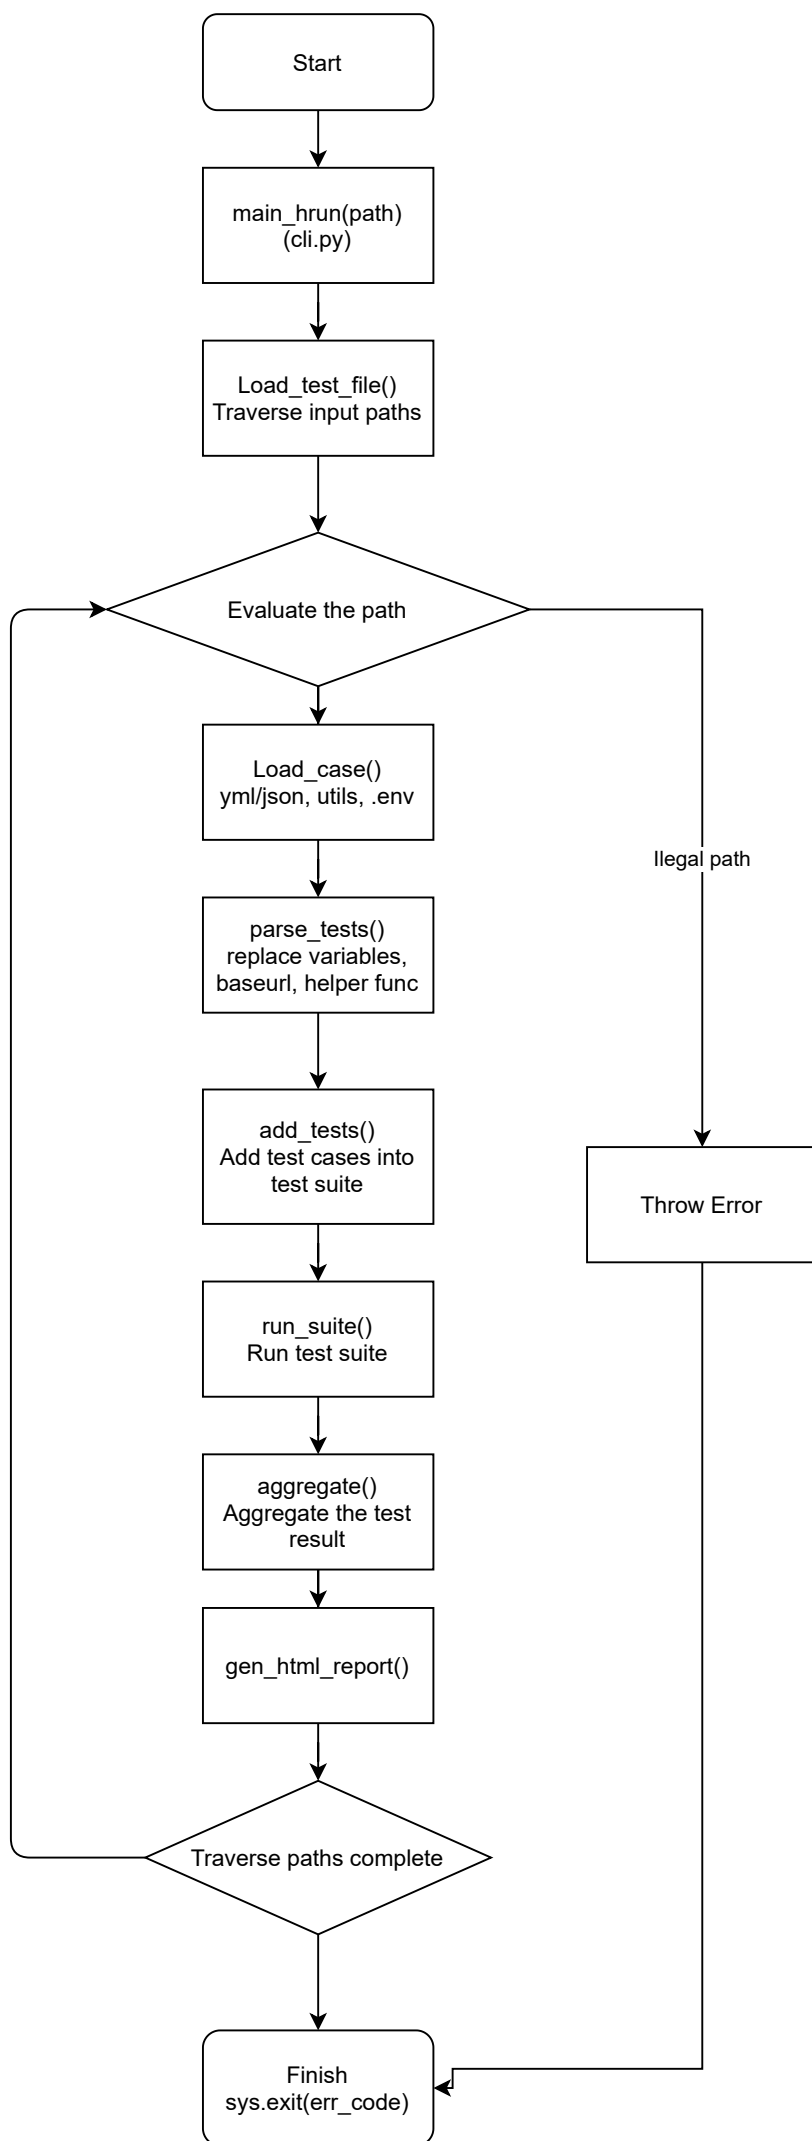 Start
main_hrun(path)
(cli.py)
Load_test_file()
Traverse input paths
Evaluate the path
Load_case()
yml/json, utils, .env
Ilegal path
parse_tests()
replace variables,
baseurl, helper func
add_tests()
Add test cases into
test suite
Throw Error
run_suite()
Run test suite
aggregate()
Aggregate the test
result
gen_html_report()
Traverse paths complete
Finish
sys.exit(err_code)